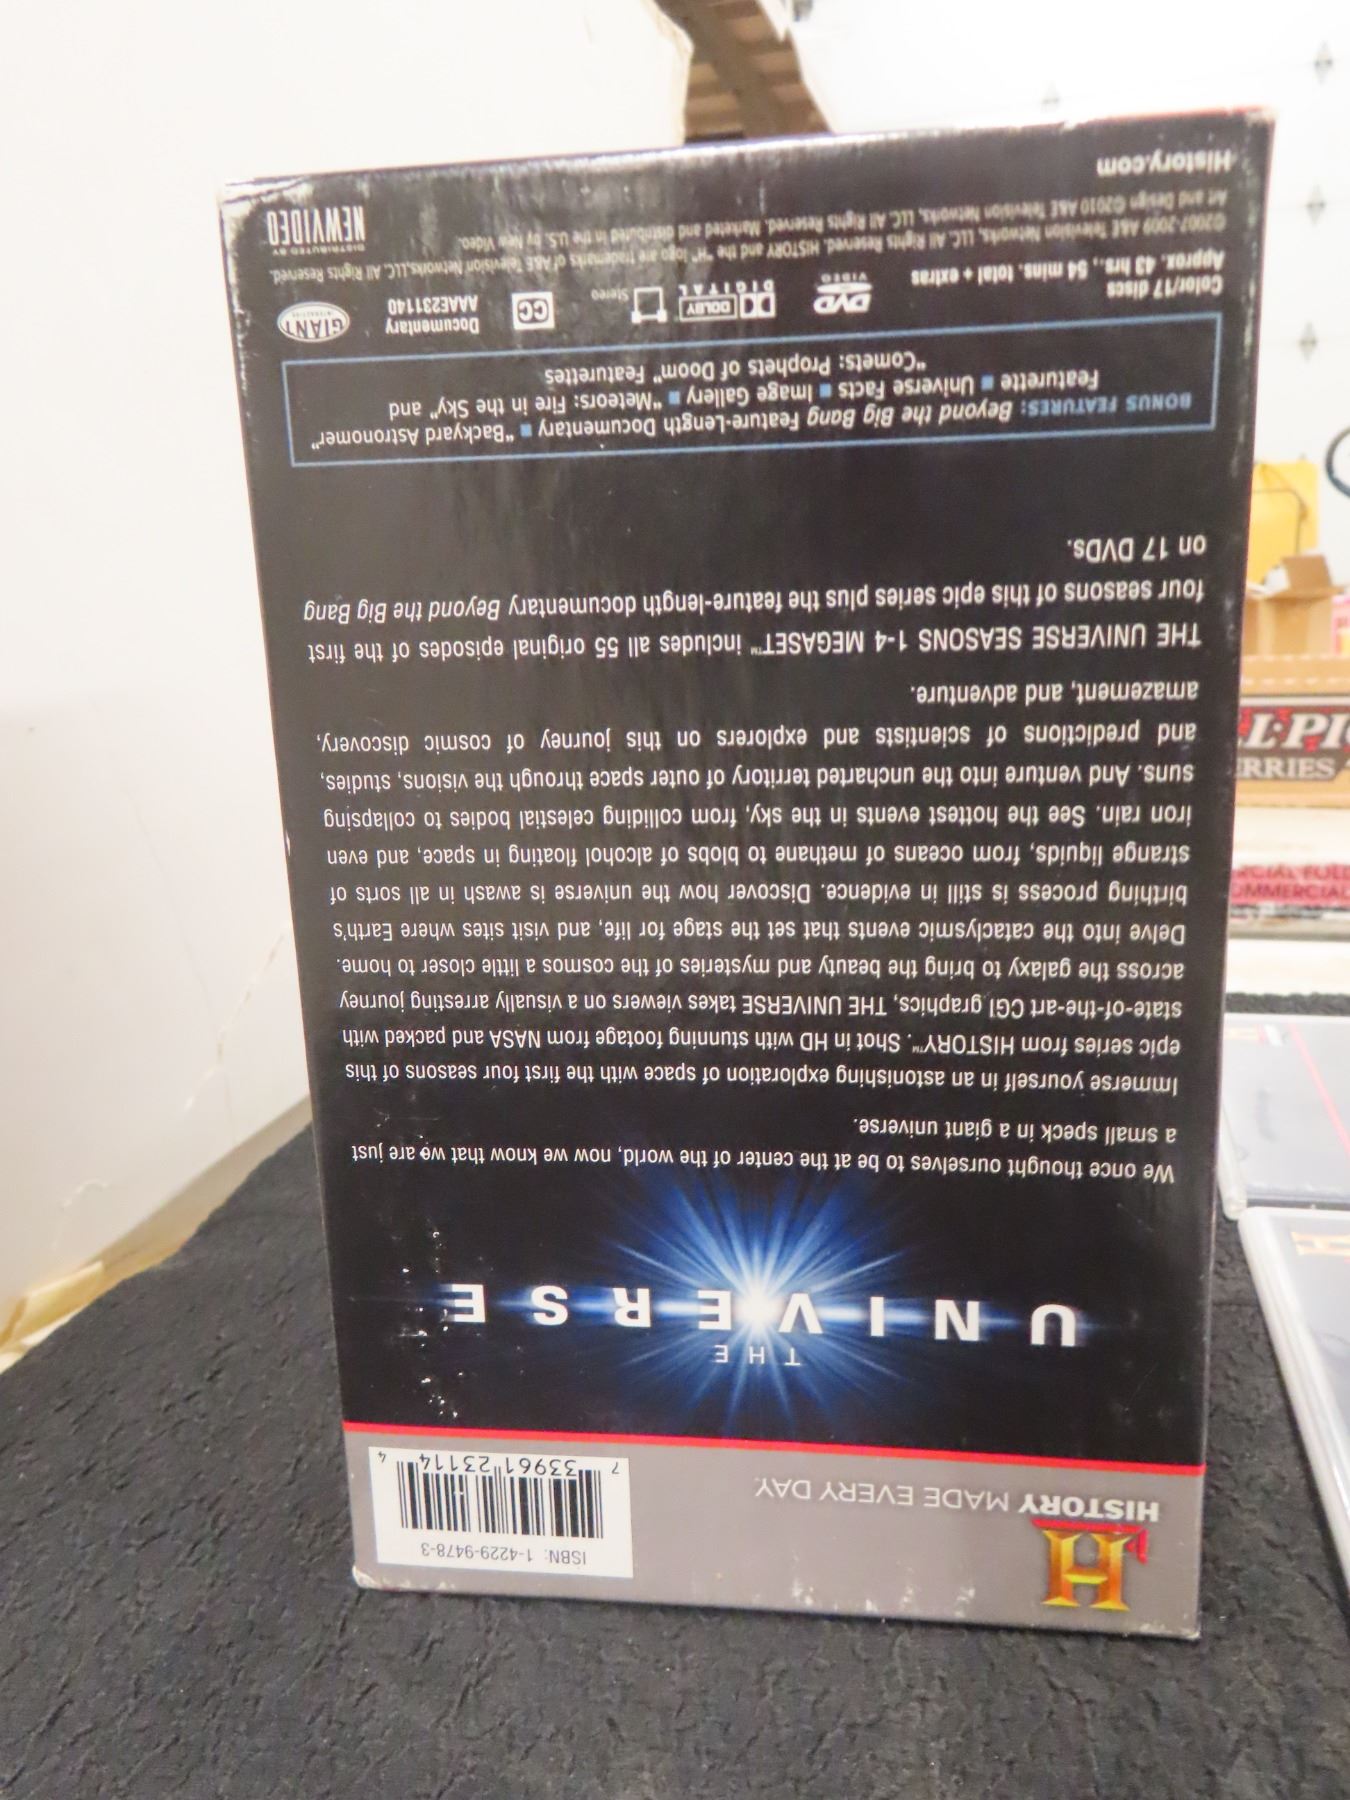 HISTORY MADE EVERY DAY.
ISBN: 1-4229-9478-3
7 33961 23114 4
THE
UNIVERSE
We once thought ourselves to be at the center of the world, now we know that we are just
a small speck in a giant universe.
Immerse yourself in an astonishing exploration of space with the first four seasons of this
epic series from HISTORY™. Shot in HD with stunning footage from NASA and packed with
state-of-the-art CGI graphics, THE UNIVERSE takes viewers on a visually arresting journey
across the galaxy to bring the beauty and mysteries of the cosmos a little closer to home.
Delve into the cataclysmic events that set the stage for life, and visit sites where Earth's
birthing process is still in evidence. Discover how the universe is awash in all sorts of
strange liquids, from oceans of methane to blobs of alcohol floating in space, and even
iron rain. See the hottest events in the sky, from colliding celestial bodies to collapsing
suns. And venture into the uncharted territory of outer space through the visions, studies,
and predictions of scientists and explorers on this journey of cosmic discovery,
amazement, and adventure.
THE UNIVERSE SEASONS 1-4 MEGASET™ includes all 55 original episodes of the first
four seasons of this epic series plus the feature-length documentary Beyond the Big Bang
on 17 DVDs.
BONUS FEATURES: Beyond the Big Bang Feature-Length Documentary ■ "Backyard Astronomer"
Featurette ■ Universe Facts ■ Image Gallery ■ "Meteors: Fire in the Sky" and
"Comets: Prophets of Doom" Featurettes
Color/17 discs
Approx. 43 hrs., 54 mins. total + extras
DVD
VIDEO
DOLBY
DIGITAL
Stereo
CC
Documentary
AAAE231140
GIANT
INTERACTIVE
©2007-2009 A&E Television Networks, LLC All Rights Reserved. HISTORY and the "H" logo are trademarks of A&E Television Networks,LLC All Rights Reserved.
Art and Design ©2010 A&E Television Networks, LLC All Rights Reserved. Marketed and distributed in the U.S. by New Video.
History.com
DISTRIBUTED BY
NEWVIDEO